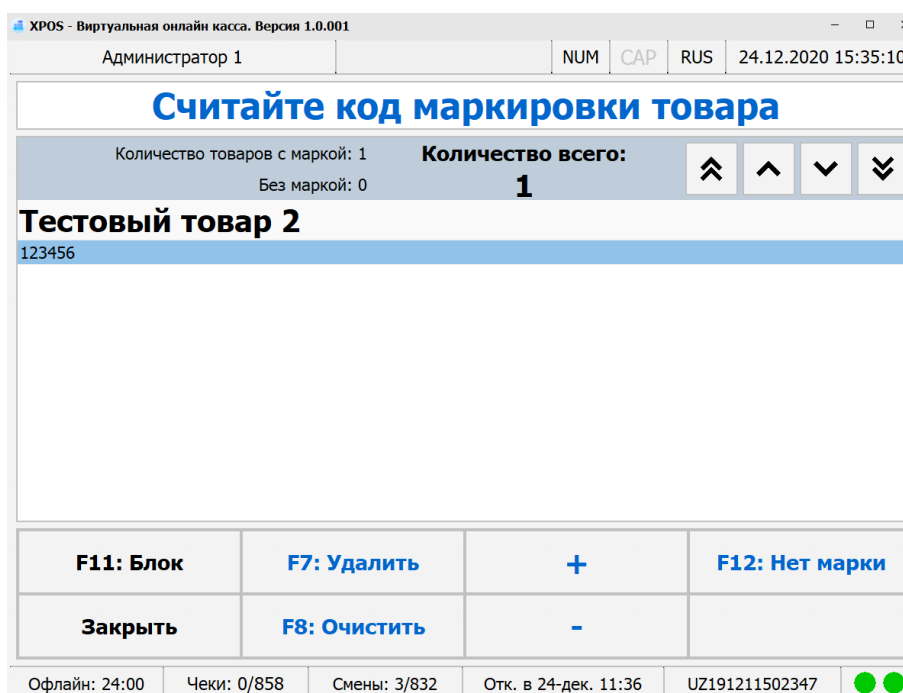 XPOS - Виртуальная онлайн касса. Версия 1.0.001
Администратор 1 NUM CAP RUS 24.12.2020 15:35:10
Считайте код маркировки товара
Количество товаров с маркой: 1
Без маркой: 0
Количество всего:
1
Тестовый товар 2
123456
F11: Блок F7: Удалить + F12: Нет марки
Закрыть F8: Очистить -
Офлайн: 24:00 Чеки: 0/858 Смены: 3/832 Отк. в 24-дек. 11:36 UZ191211502347